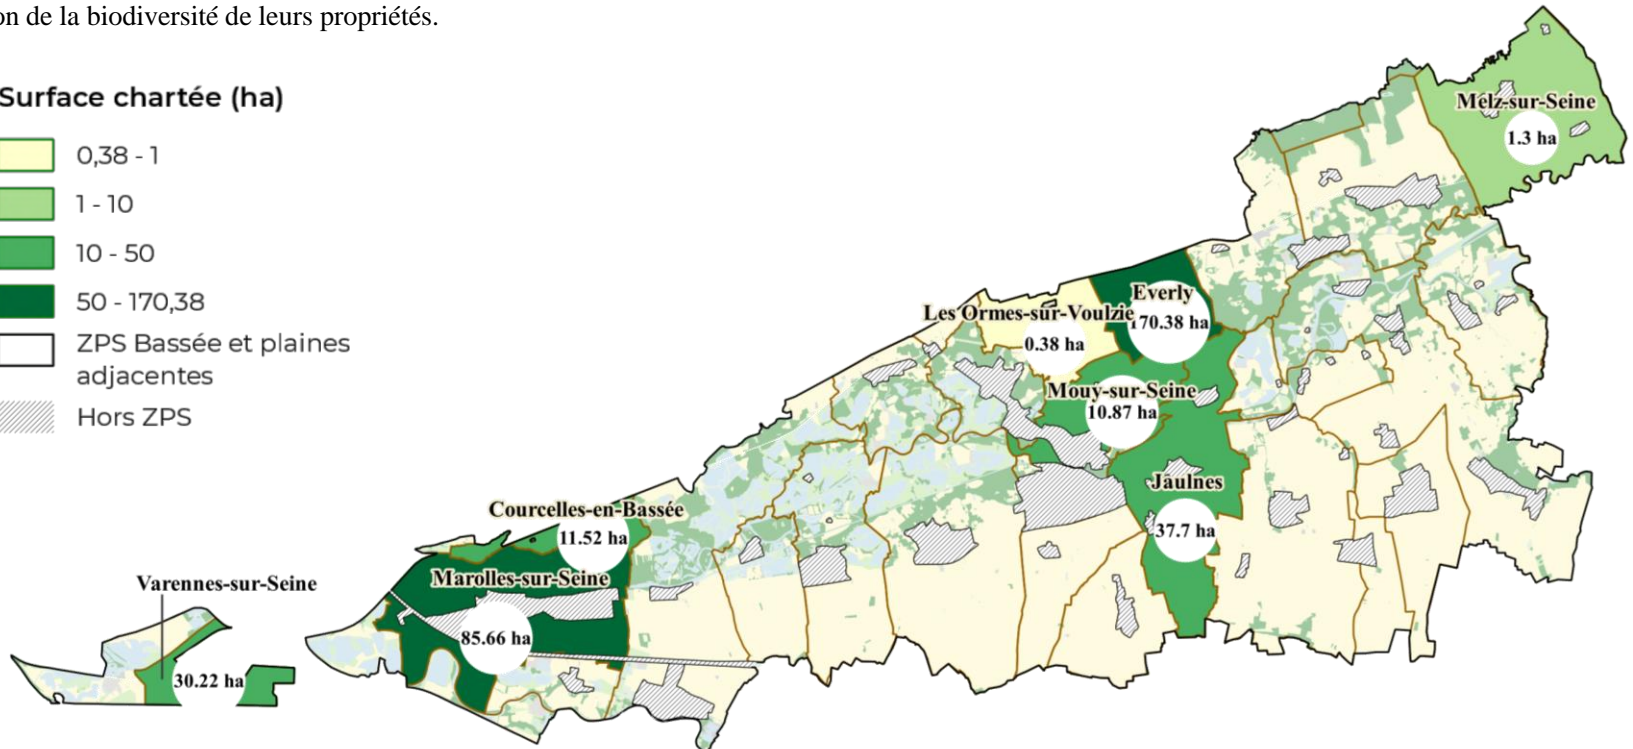 on de la biodiversité de leurs propriétés.
Surface chartée (ha)
0,38 - 1
1 - 10
10 - 50
50 - 170,38
ZPS Bassée et plaines
adjacentes
Hors ZPS
Melz-sur-Seine
1.3 ha
Everly
170.38 ha
Les Ormes-sur-Voulzie
0.38 ha
Mouy-sur-Seine
10.87 ha
Jaulnes
37.7 ha
Courcelles-en-Bassée
11.52 ha
Marolles-sur-Seine
85.66 ha
Varennes-sur-Seine
30.22 ha